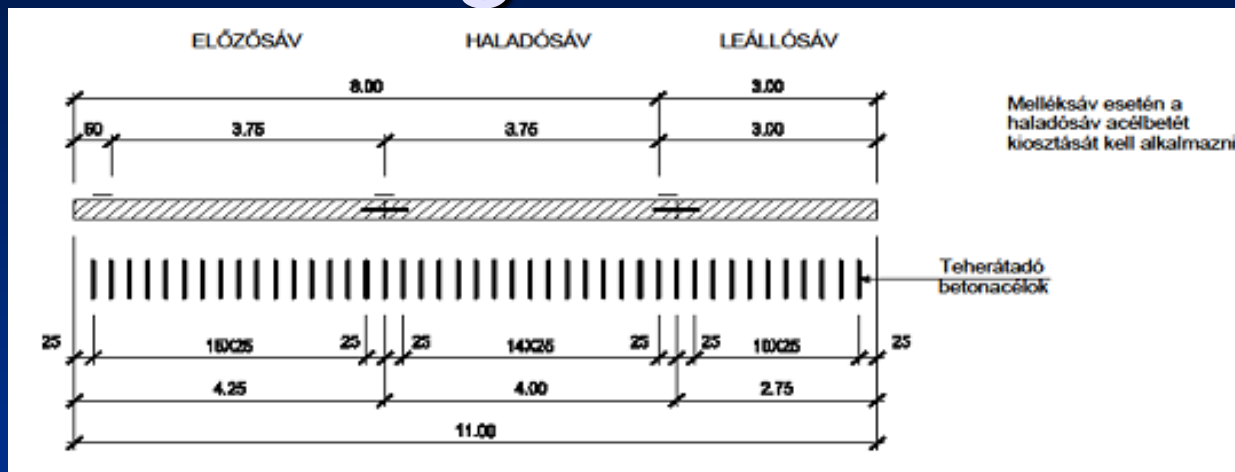 ELŐZŐSÁV HALADÓSÁV LEÁLLÓSÁV
8.00 3.00
50 3.75 3.75 3.00
Melléksáv esetén a
haladósáv acélbetét
kiosztását kell alkalmazni
Teherátadó
betonacélok
25 15X25 25 25 14X25 25 25 10X25 25
4.25 4.00 2.75
11.00